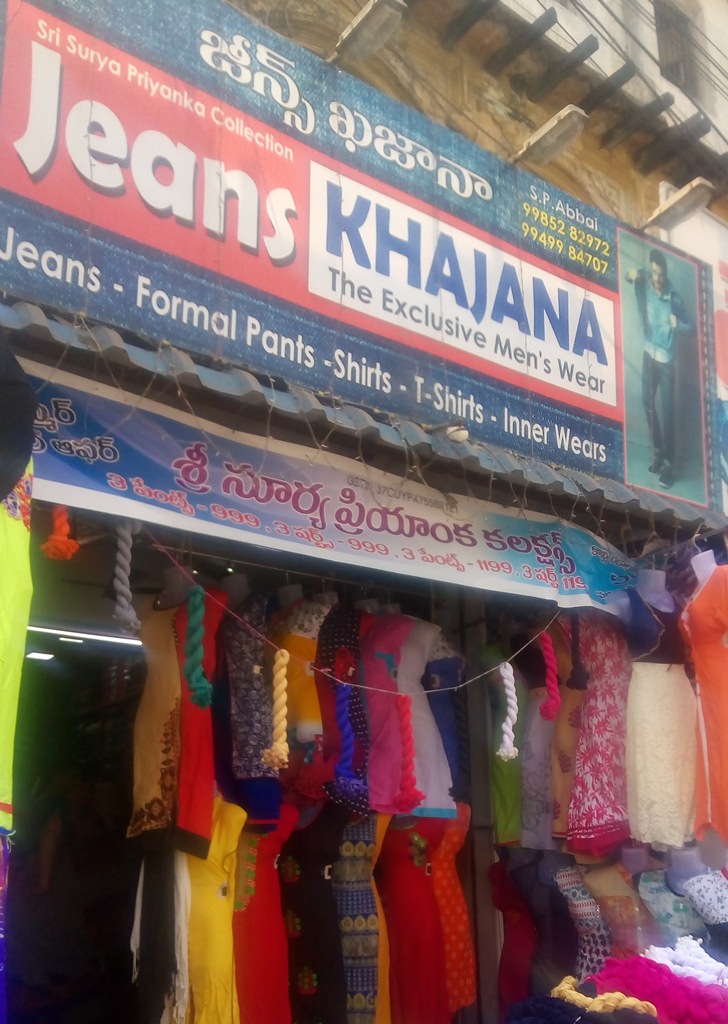 Sri Surya Priyanka Collection
జీన్స్ ఖజానా
Jeans
KHAJANA
The Exclusive Men's Wear
S.P.Abbai
99852 82972
99499 84707
Jeans - Formal Pants -Shirts - T-Shirts - Inner Wears
ఆఫర్
శ్రీ సూర్య ప్రియాంక కలక్షన్స్
3 పేంట్స్ - 999, 3 షర్ట్స్ - 999, 3 పేంట్స్ - 1199, 3 షర్ట్